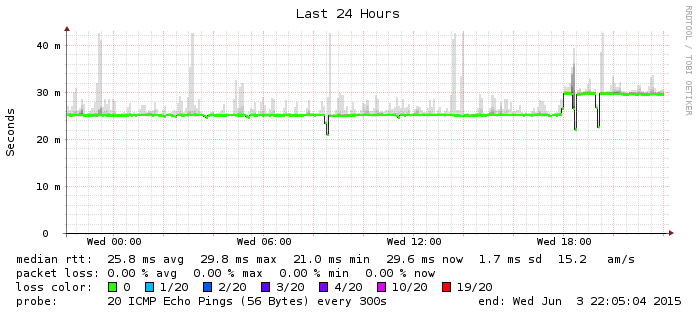 Last 24 Hours
RRDTOOL / TOBI OETIKER
Seconds
40 m
30 m
20 m
10 m
0
Wed 00:00 Wed 06:00 Wed 12:00 Wed 18:00
median rtt: 25.8 ms avg 29.8 ms max 21.0 ms min 29.6 ms now 1.7 ms sd 15.2 am/s
packet loss: 0.00 % avg 0.00 % max 0.00 % min 0.00 % now
loss color: 0 1/20 2/20 3/20 4/20 10/20 19/20
probe: 20 ICMP Echo Pings (56 Bytes) every 300s end: Wed Jun 3 22:05:04 2015